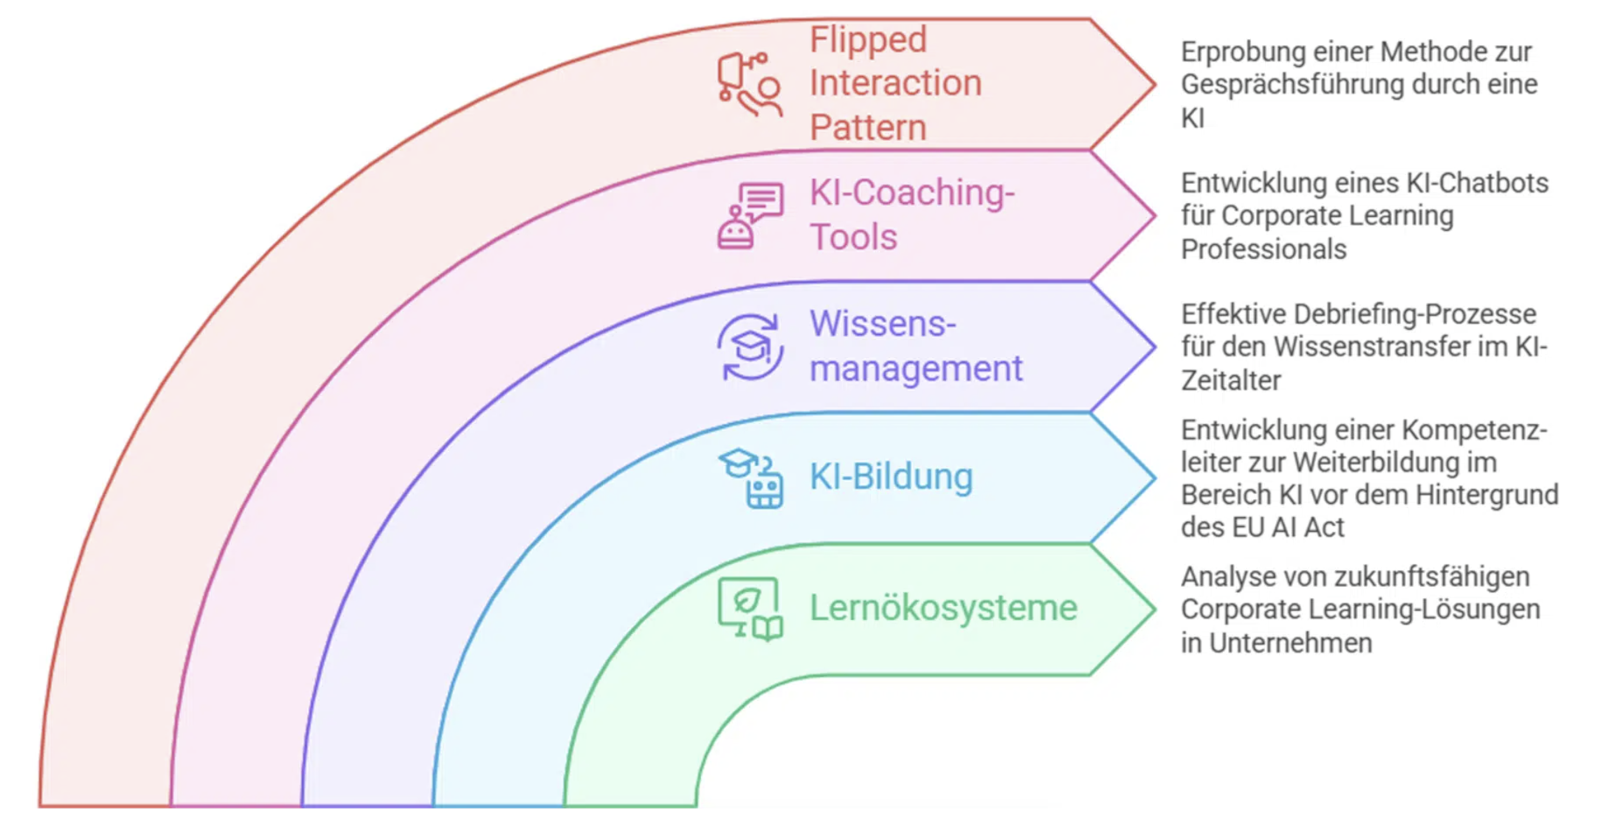 Flipped
Interaction
Pattern
Erprobung einer Methode zur
Gesprächsführung durch eine
KI
KI-Coaching-
Tools
Entwicklung eines KI-Chatbots
für Corporate Learning
Professionals
Wissens-
management
Effektive Debriefing-Prozesse
für den Wissenstransfer im KI-
Zeitalter
KI-Bildung
Entwicklung einer Kompetenz-
leiter zur Weiterbildung im
Bereich KI vor dem Hintergrund
des EU AI Act
Lernökosysteme
Analyse von zukunftsfähigen
Corporate Learning-Lösungen
in Unternehmen